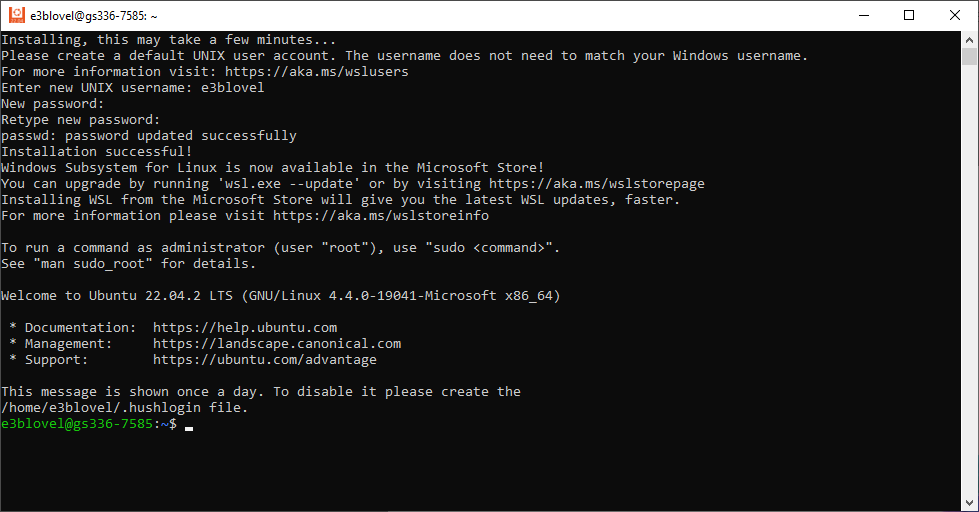 e3blovel@gs336-7585: ~
Installing, this may take a few minutes...
Please create a default UNIX user account. The username does not need to match your Windows username.
For more information visit: https://aka.ms/wslusers
Enter new UNIX username: e3blovel
New password:
Retype new password:
passwd: password updated successfully
Installation successful!
Windows Subsystem for Linux is now available in the Microsoft Store!
You can upgrade by running 'wsl.exe --update' or by visiting https://aka.ms/wslstorepage
Installing WSL from the Microsoft Store will give you the latest WSL updates, faster.
For more information please visit https://aka.ms/wslstoreinfo

To run a command as administrator (user "root"), use "sudo <command>".
See "man sudo_root" for details.

Welcome to Ubuntu 22.04.2 LTS (GNU/Linux 4.4.0-19041-Microsoft x86_64)

 * Documentation:  https://help.ubuntu.com
 * Management:     https://landscape.canonical.com
 * Support:        https://ubuntu.com/advantage

This message is shown once a day. To disable it please create the
/home/e3blovel/.hushlogin file.
e3blovel@gs336-7585:~$